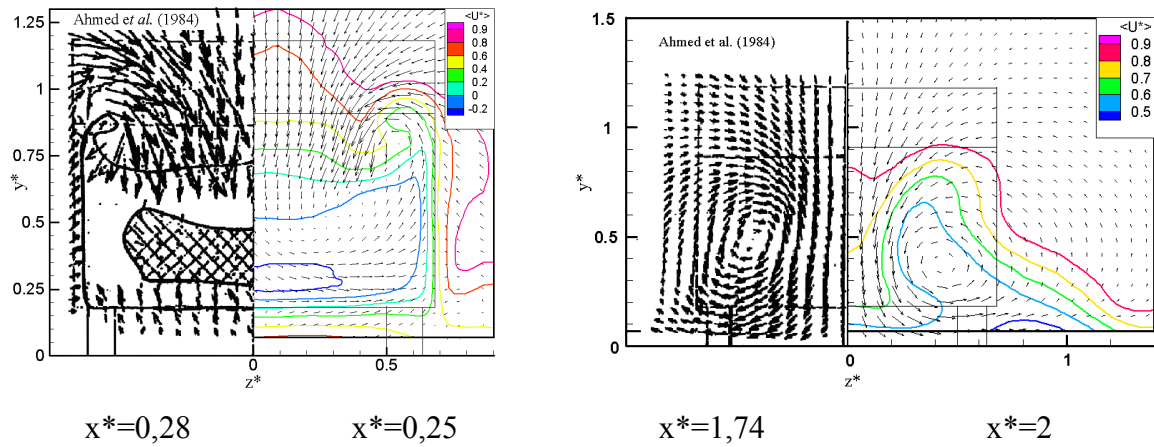 Ahmed et al. (1984)
<U*>
0.9
0.8
0.6
0.4
0.2
-0.2
1.25
1
0.75
0.5
0.25
0
y*
0
0.5
z*
x*=0,28
x*=0,25
Ahmed et al. (1984)
<U*>
0.9
0.8
0.7
0.6
0.5
1.5
1
0.5
0
y*
0
1
z*
x*=1,74
x*=2